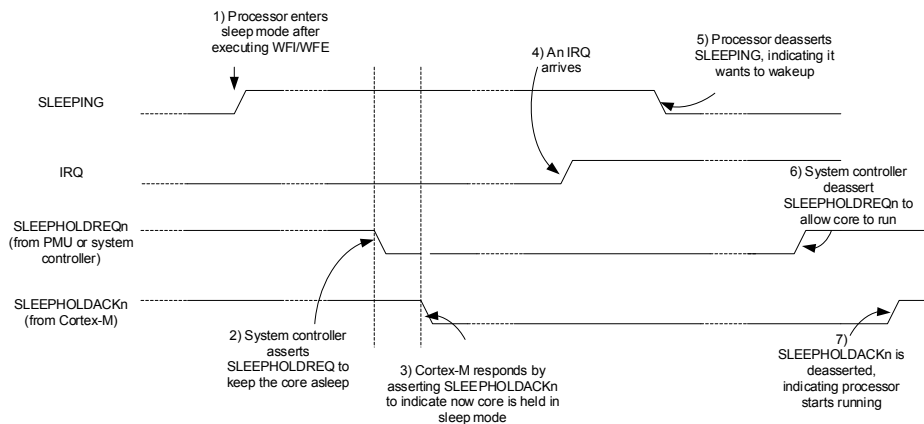 1) Processor enters
sleep mode after
executing WFI/WFE
4) An IRQ
arrives
5) Processor deasserts
SLEEPING, indicating it
wants to wakeup
SLEEPING
IRQ
6) System controller
deassert
SLEEPHOLDREQn to
allow core to run
SLEEPHOLDREQn
(from PMU or system
controller)
SLEEPHOLDACKn
(from Cortex-M)
2) System controller
asserts
SLEEPHOLDREQ to
keep the core asleep
3) Cortex-M responds by
asserting SLEEPHOLDACKn
to indicate now core is held in
sleep mode
7)
SLEEPHOLDACKn is
deasserted,
indicating processor
starts running